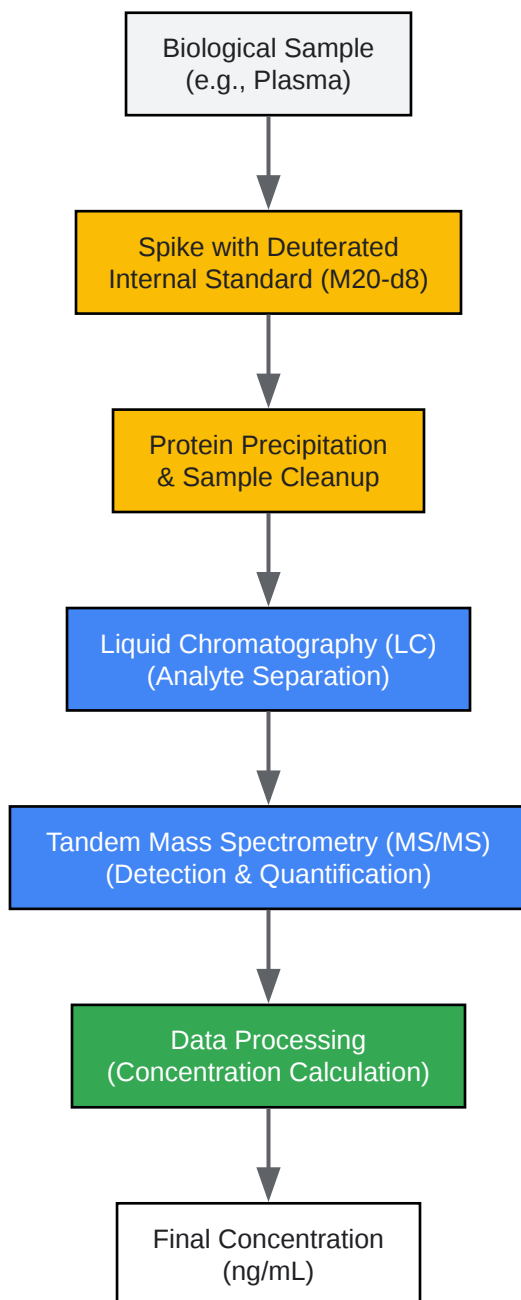 Biological Sample
(e.g., Plasma)
Spike with Deuterated
Internal Standard (M20-d8)
Protein Precipitation
& Sample Cleanup
Liquid Chromatography (LC)
(Analyte Separation)
Tandem Mass Spectrometry (MS/MS)
(Detection & Quantification)
Data Processing
(Concentration Calculation)
Final Concentration
(ng/mL)